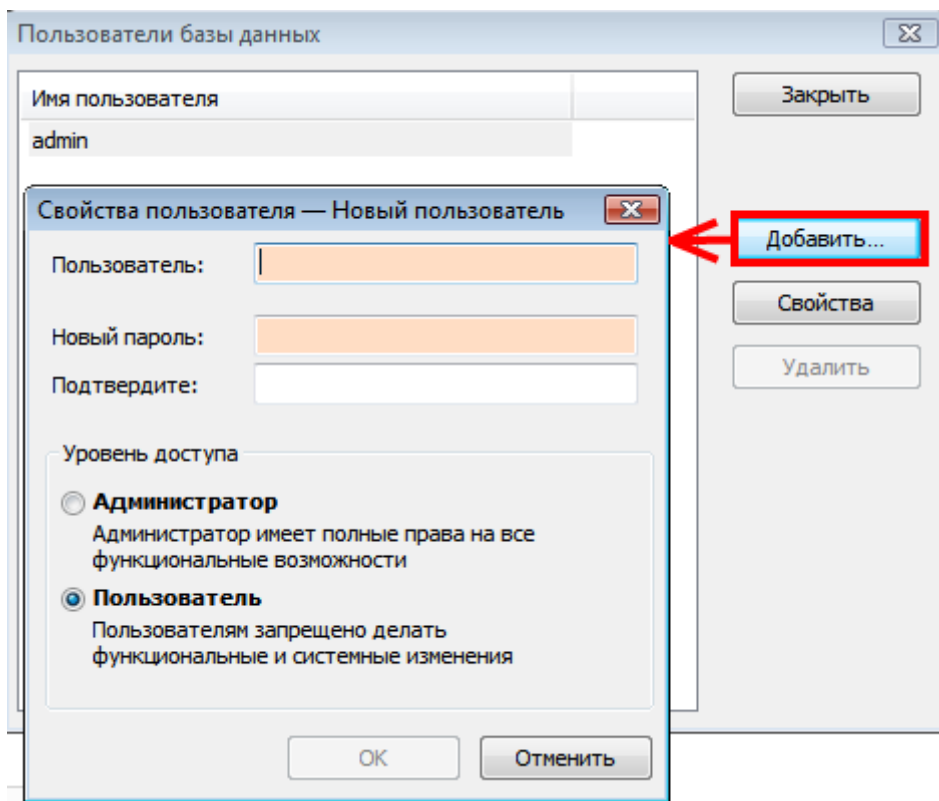 Пользователи базы данных
Имя пользователя
Закрыть
admin
Свойства пользователя — Новый пользователь
Добавить...
Пользователь:
Свойства
Новый пароль:
Удалить
Подтвердите:
Уровень доступа
Администратор
Администратор имеет полные права на все
функциональные возможности
Пользователь
Пользователям запрещено делать
функциональные и системные изменения
OK
Отменить